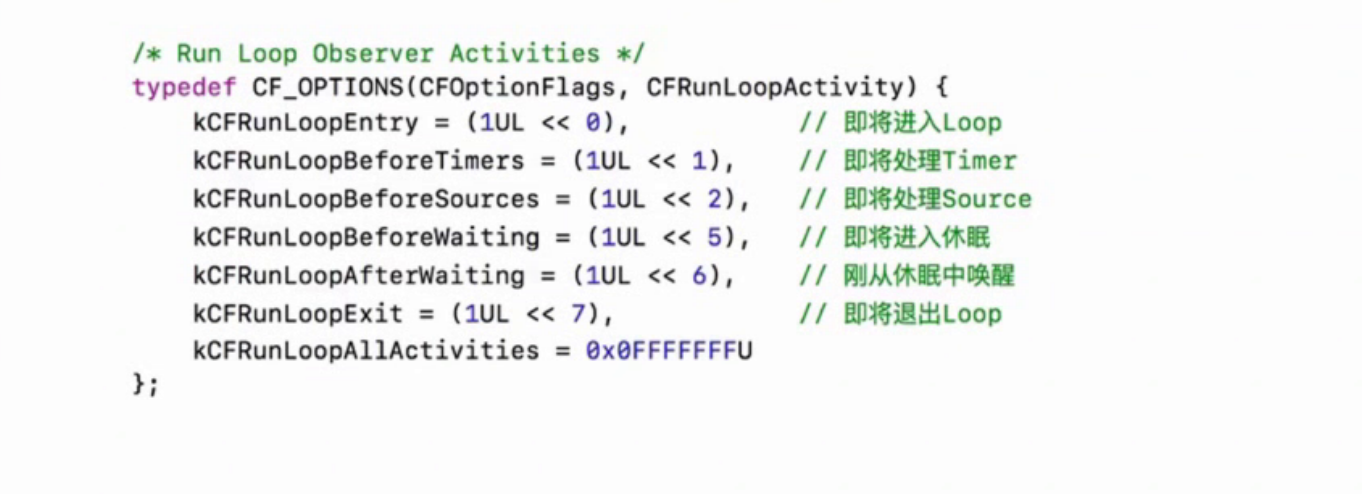 /* Run Loop Observer Activities */
typedef CF_OPTIONS(CFOptionFlags, CFRunLoopActivity) {
    kCFRunLoopEntry = (1UL << 0),           // 即将进入Loop
    kCFRunLoopBeforeTimers = (1UL << 1),    // 即将处理Timer
    kCFRunLoopBeforeSources = (1UL << 2),   // 即将处理Source
    kCFRunLoopBeforeWaiting = (1UL << 5),   // 即将进入休眠
    kCFRunLoopAfterWaiting = (1UL << 6),    // 刚从休眠中唤醒
    kCFRunLoopExit = (1UL << 7),            // 即将退出Loop
    kCFRunLoopAllActivities = 0x0FFFFFFFU
};